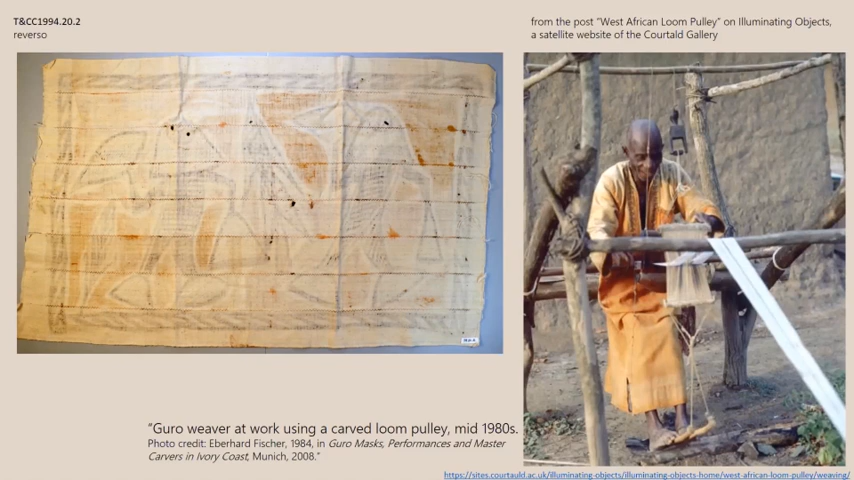 T&CC1994.20.2
reverso
from the post “West African Loom Pulley” on Illuminating Objects,
a satellite website of the Courtald Gallery
“Guro weaver at work using a carved loom pulley, mid 1980s.
Photo credit: Eberhard Fischer, 1984, in Guro Masks, Performances and Master
Carvers in Ivory Coast, Munich, 2008.”
https://sites.courtauld.ac.uk/illuminating-objects/illuminating-objects-home/west-african-loom-pulley/weaving/